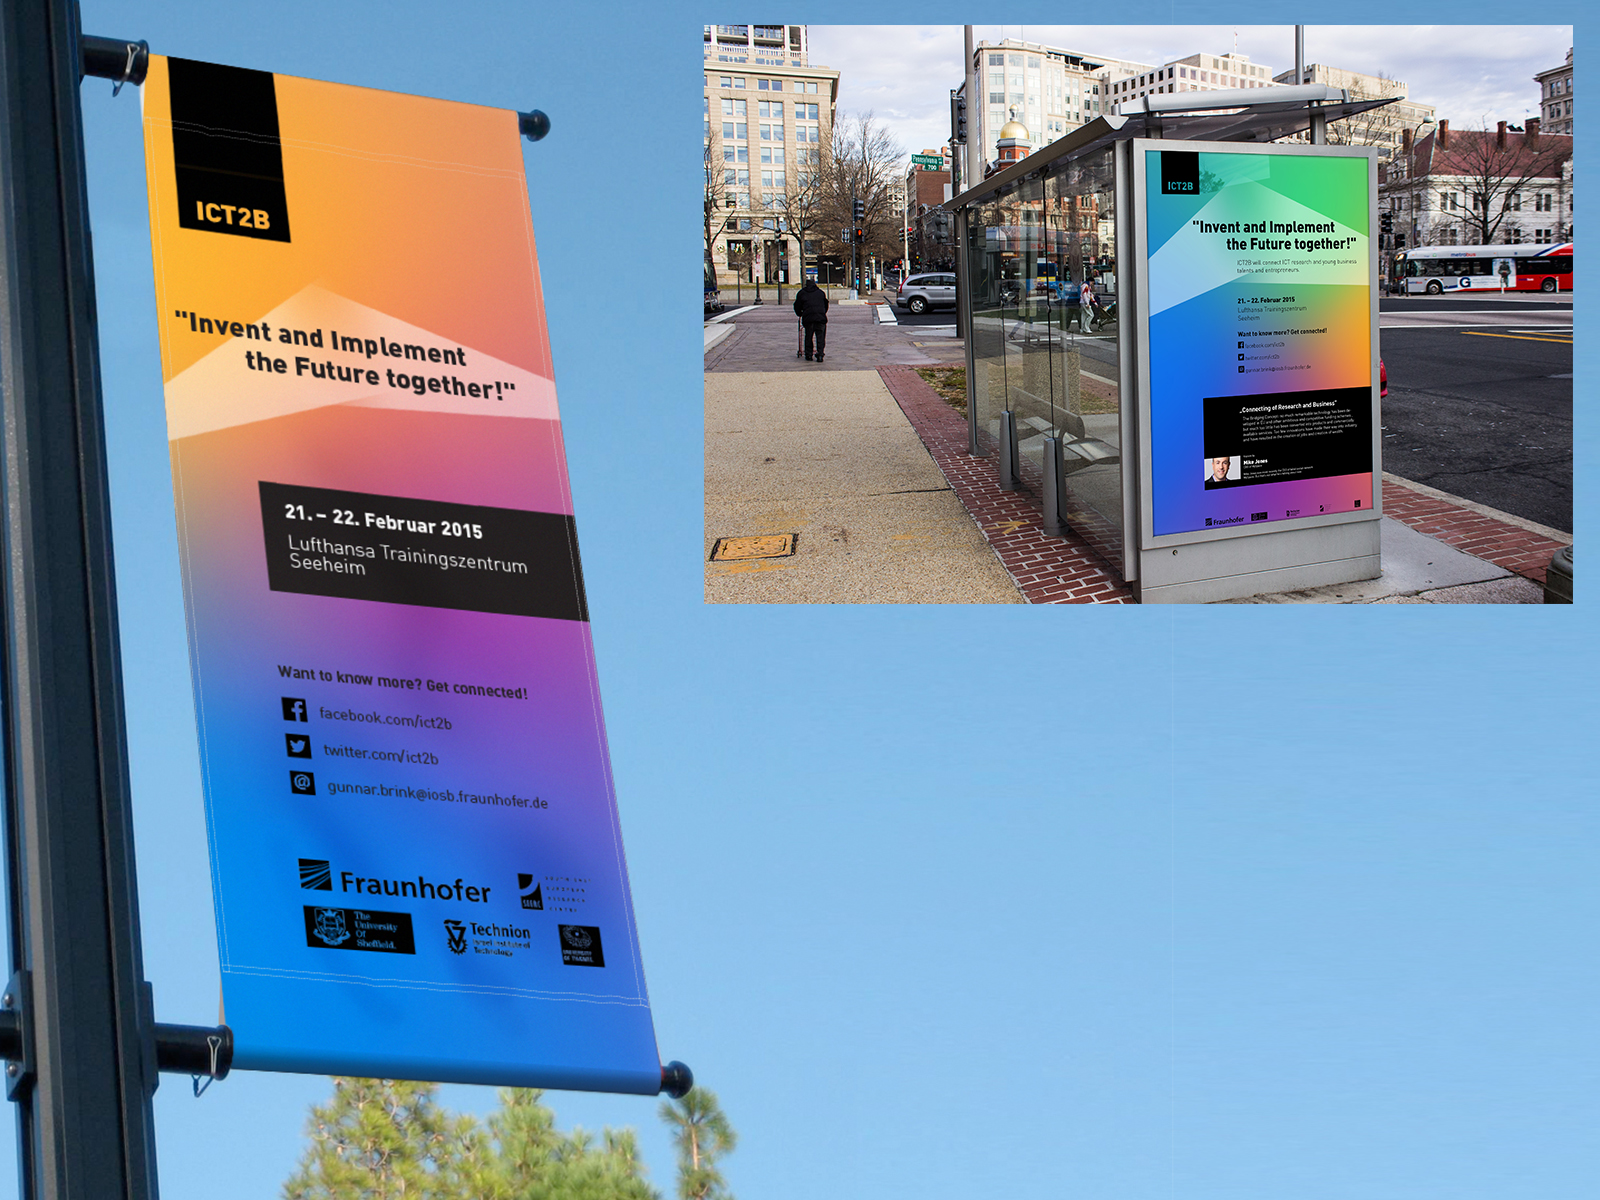 ICT2B
"Invent and Implement
the Future together!"
21. – 22. Februar 2015
Lufthansa Trainingszentrum
Seeheim
Want to know more? Get connected!
facebook.com/ict2b
twitter.com/ict2b
@
gunnar.brink@iosb.fraunhofer.de
Fraunhofer
The
University
Of
Sheffield.
Technion
Technology
Pennsylvania
700
ICT2B
"Invent and Implement
the Future together!"
ICT2B will connect ICT research and young business
talents and entrepreneurs.
21. – 22. Februar 2015
Lufthansa Trainingszentrum
Seeheim
Want to know more? Get connected!
facebook.com/ict2b
twitter.com/ict2b
gunnar.brink@iosb.fraunhofer.de
„Connecting of Research and Business"
Mike Jones
Fraunhofer
metrobus
G